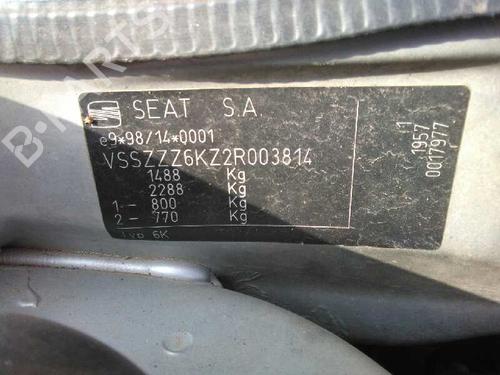 SEAT S.A.
e9*98/14*0001
VSSZZZ6KZ2R003814
1488 Kg
2288 Kg
1- 800 Kg
2- 770 Kg
Typ 6K
1
1957
0017977